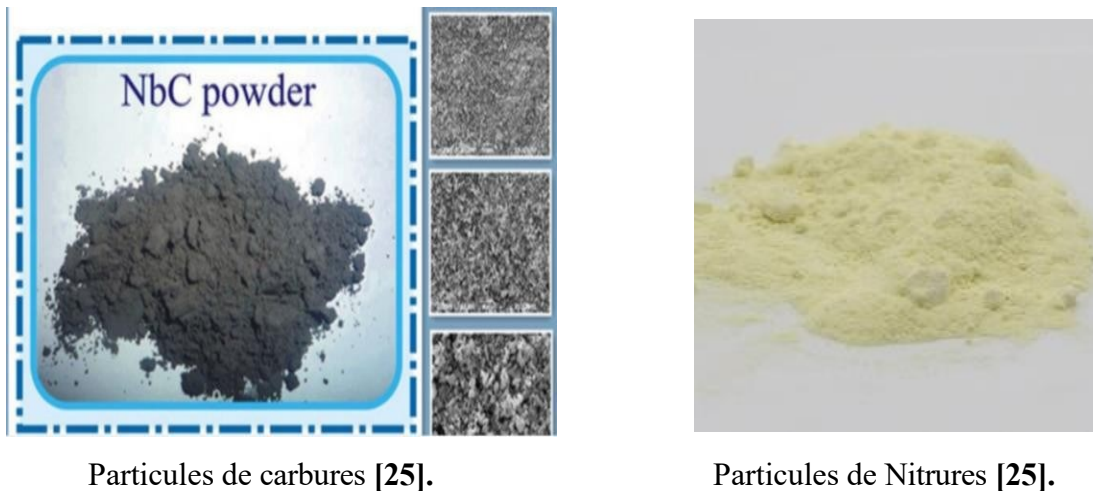 NbC powder
Particules de carbures [25].
Particules de Nitrures [25].